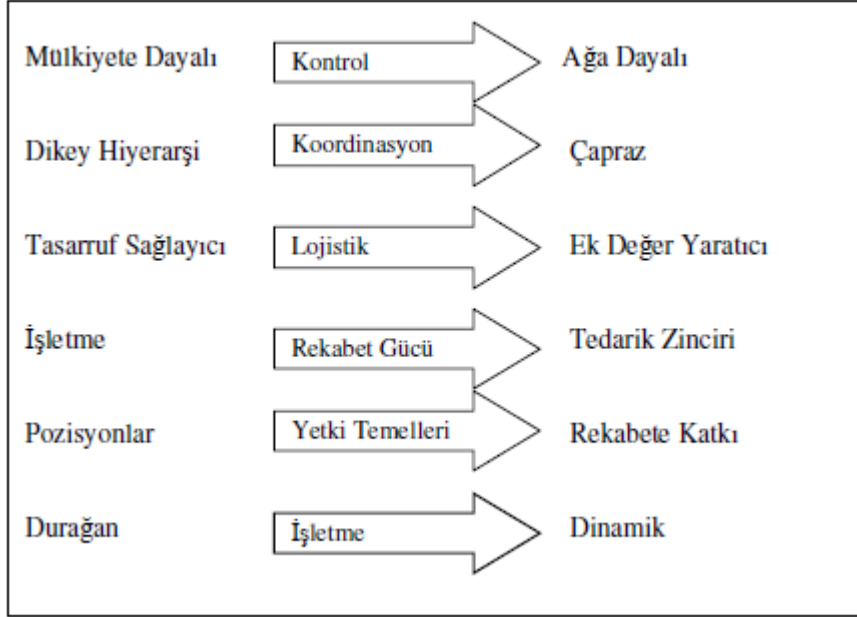 Mülkiyete Dayalı Kontrol Ağa Dayalı
Dikey Hiyerarşi Koordinasyon Çapraz
Tasarruf Sağlayıcı Lojistik Ek Değer Yaratıcı
İşletme Rekabet Gücü Tedarik Zinciri
Pozisyonlar Yetki Temelleri Rekabete Katkı
Durağan İşletme Dinamik